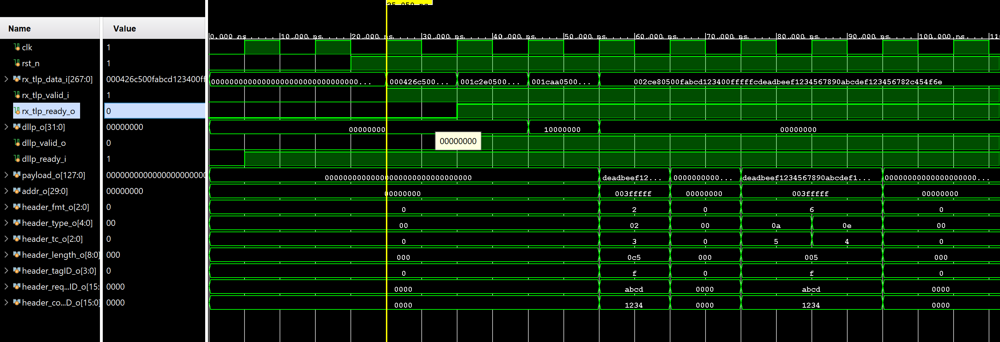 25.050 ns
Name Value
0.000 ns 10.000 ns 20.000 ns 30.000 ns 40.000 ns 50.000 ns 60.000 ns 70.000 ns 80.000 ns 90.000 ns 100.000 ns 110
clk 1
rst_n 1
rx_tlp_data_i[267:0] 000426c500fabcd123400ff 00000000000000000000000000000000... 000426c500... 001c2e0500... 001caa0500... 002ce80500fabcd123400fffffcdeadbeef1234567890abcdef123456782c454f6e
rx_tlp_valid_i 1
rx_tlp_ready_o 0
dllp_o[31:0] 00000000 00000000 10000000 00000000
dllp_valid_o 0 00000000
dllp_ready_i 1
payload_o[127:0] 00000000000000000000000 00000000000000000000000000000000 deadbeef12... 0000000000... deadbeef1234567890abcdef1... 00000000000000000000...
addr_o[29:0] 00000000 00000000 003fffff 00000000 003fffff 00000000
header_fmt_o[2:0] 0 0 2 0 6 0
header_type_o[4:0] 00 00 02 00 0a 0e 00
header_tc_o[2:0] 0 0 3 0 5 4 0
header_length_o[8:0] 000 000 0c5 000 005 000
header_tagID_o[3:0] 0 0 f 0 f 0
header_req...ID_o[15: 0000 0000 abcd 0000 abcd 0000
header_co...D_o[15:0] 0000 0000 1234 0000 1234 0000